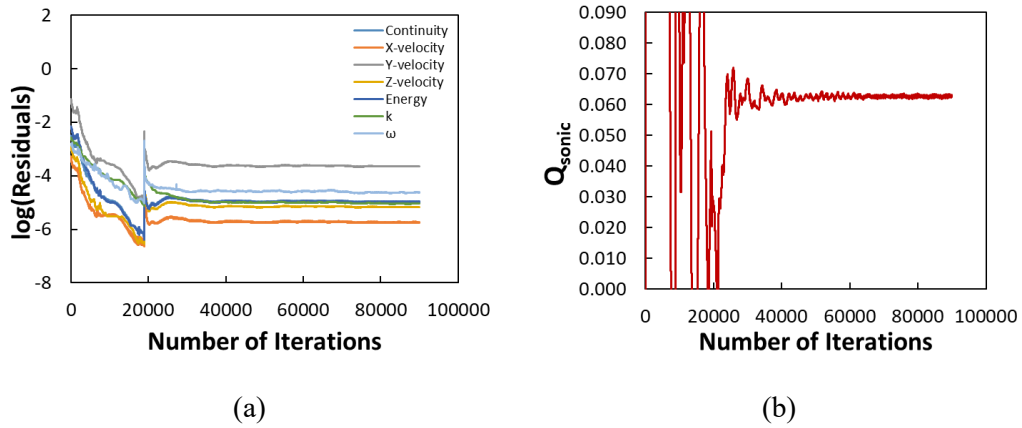 2
0
-2
-4
-6
-8
0
20000
40000
60000
80000
100000
log(Residuals)
Number of Iterations
Continuity
X-velocity
Y-velocity
Z-velocity
Energy
k
ω
(a)
0.090
0.080
0.070
0.060
0.050
0.040
0.030
0.020
0.010
0.000
0
20000
40000
60000
80000
100000
Qsonic
Number of Iterations
(b)